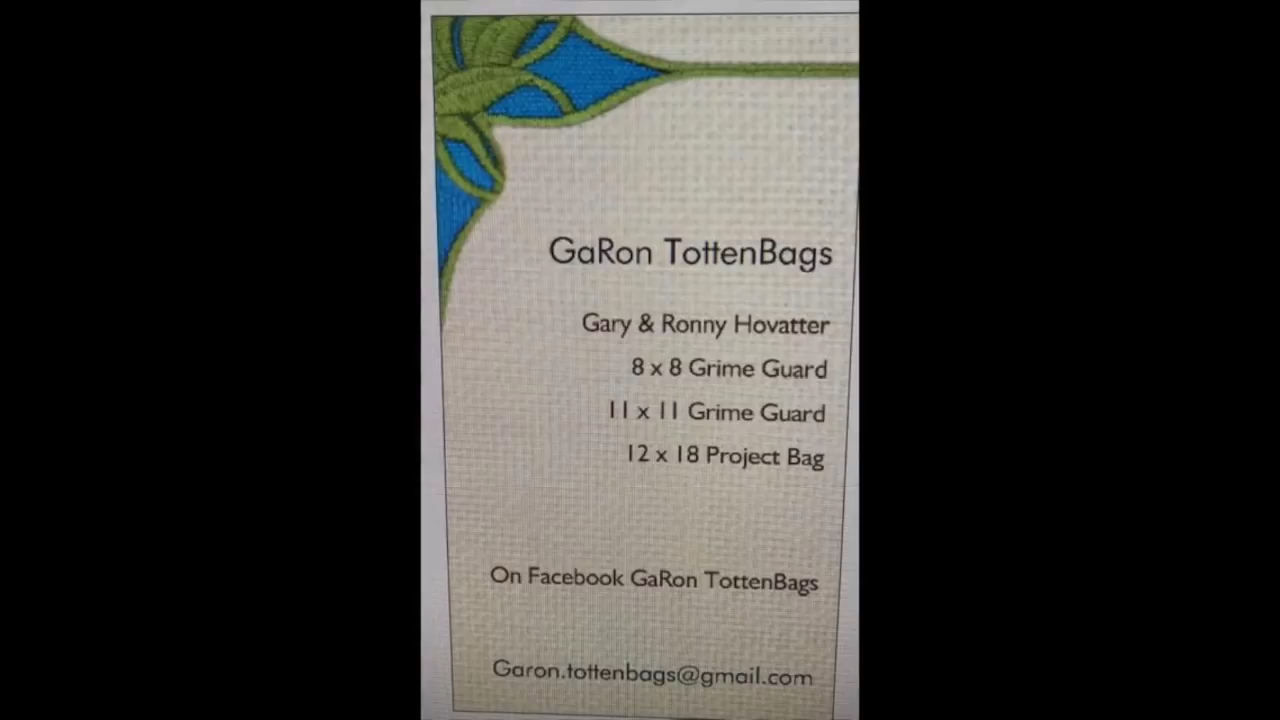 GaRon TottenBags
Gary & Ronny Hovatter
8 x 8 Grime Guard
11 x 11 Grime Guard
12 x 18 Project Bag
On Facebook GaRon TottenBags
Garon.tottenbags@gmail.com